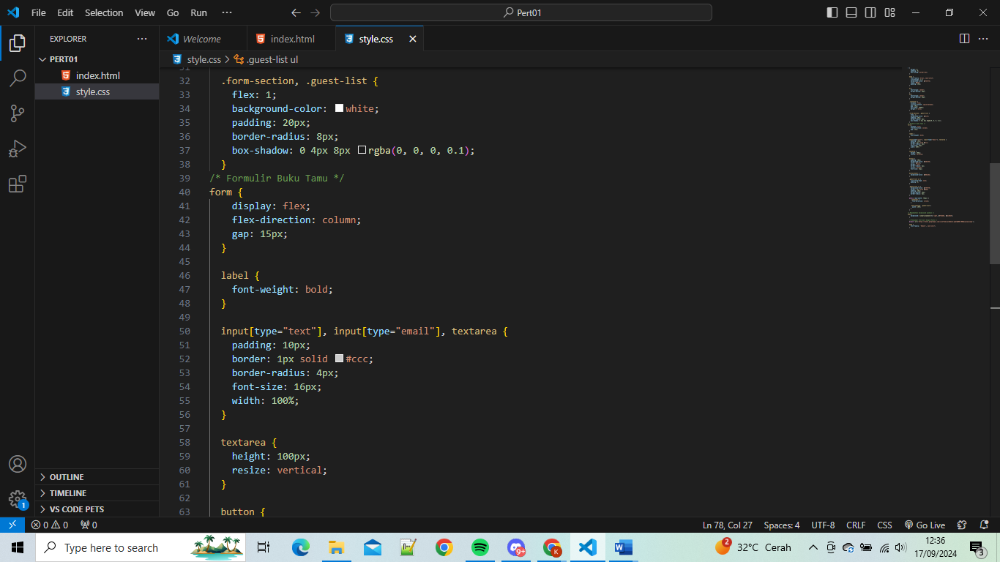 File Edit Selection View Go Run ··· Pert01
EXPLORER ···
Welcome index.html style.css
PERT01
index.html
style.css
style.css > .guest-list ul
31
32 .form-section, .guest-list {
33 flex: 1;
34 background-color: white;
35 padding: 20px;
36 border-radius: 8px;
37 box-shadow: 0 4px 8px rgba(0, 0, 0, 0.1);
38 }
39 /* Formulir Buku Tamu */
40 form {
41 display: flex;
42 flex-direction: column;
43 gap: 15px;
44 }
45
46 label {
47 font-weight: bold;
48 }
49
50 input[type="text"], input[type="email"], textarea {
51 padding: 10px;
52 border: 1px solid #ccc;
53 border-radius: 4px;
54 font-size: 16px;
55 width: 100%;
56 }
57
58 textarea {
59 height: 100px;
60 resize: vertical;
61 }
62
63 button {
OUTLINE
TIMELINE
VS CODE PETS
1
0 0 0 Ln 78, Col 27 Spaces: 4 UTF-8 CRLF CSS Go Live
Type here to search 9+ K W 2 32°C Cerah 12:36
17/09/2024 3